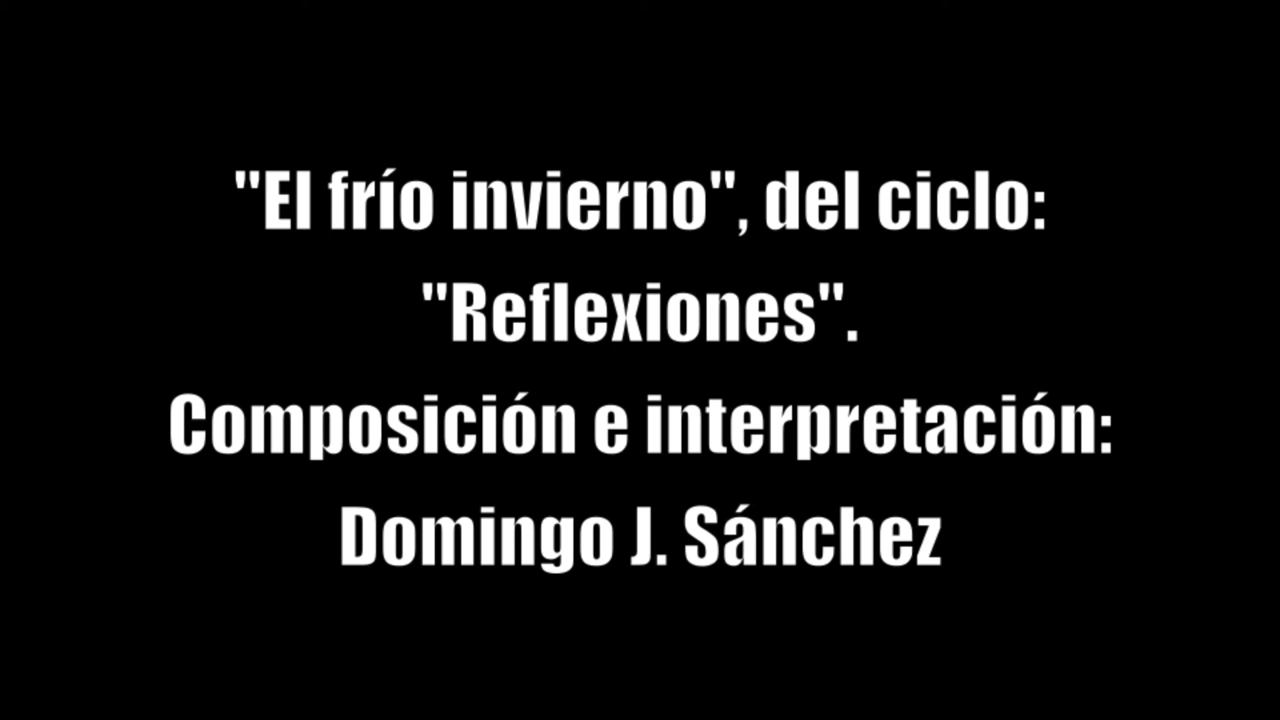 "El frío invierno", del ciclo:
"Reflexiones".
Composición e interpretación:
Domingo J. Sánchez